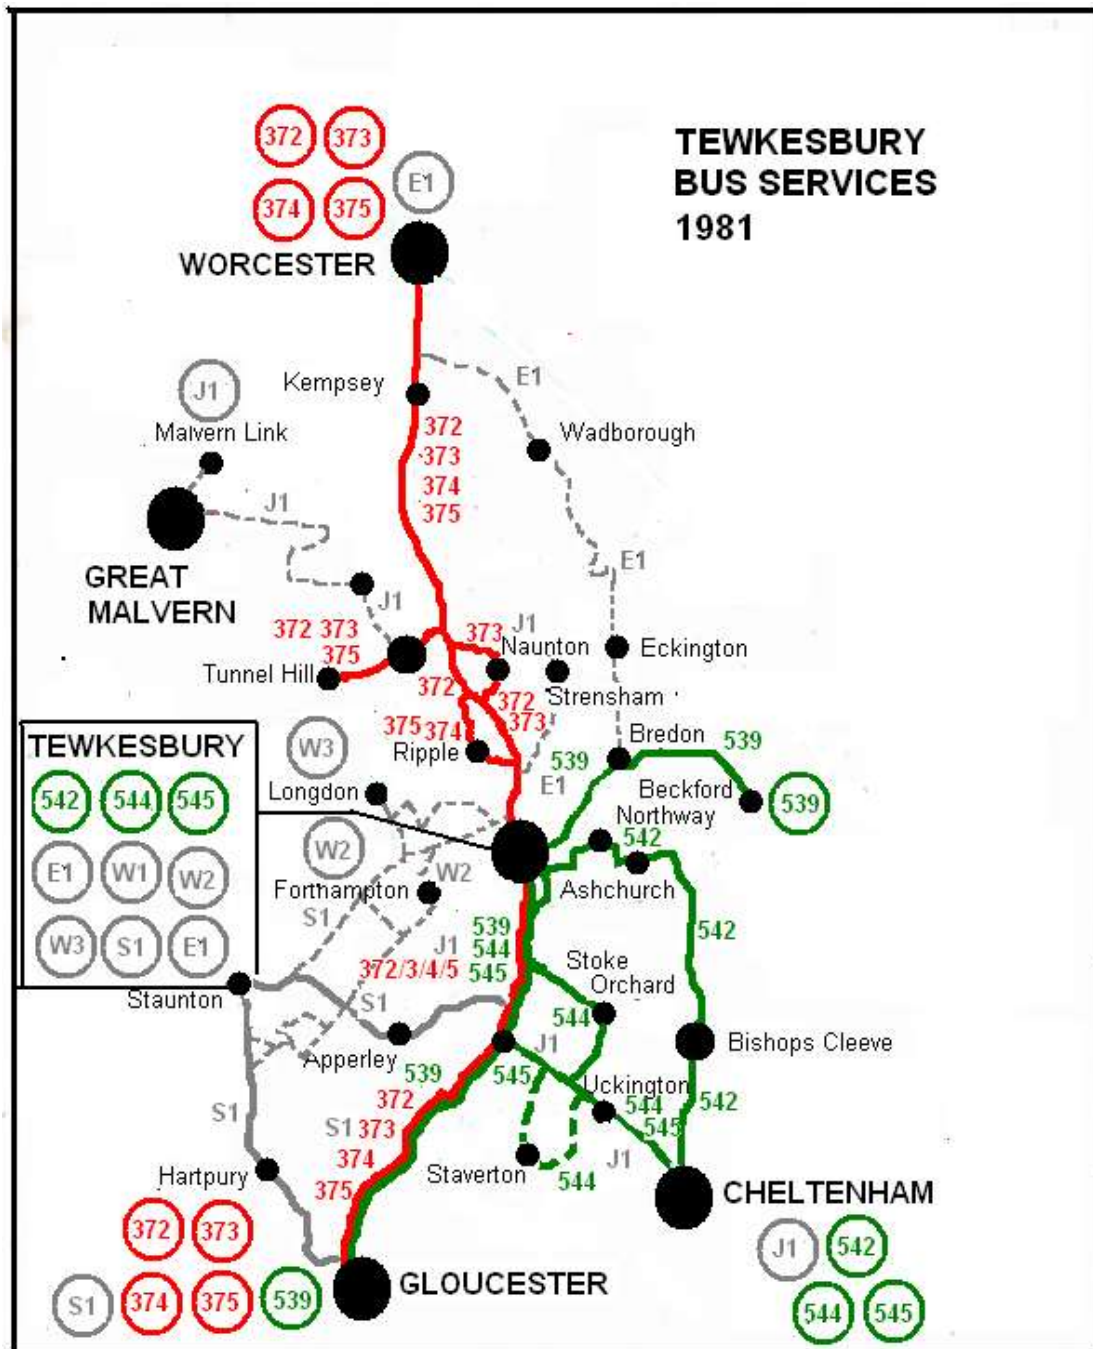 TEWKESBURY
BUS SERVICES
1981
372 373
E1
374 375
WORCESTER
Kempsey
E1
J1
Malvern Link
372
373
374
375
Wadborough
J1
E1
GREAT
MALVERN
J1
372 373
375
Tunnel Hill
373
J1
Naunton
Eckington
372
372
373
Strensham
375 374
Ripple
E1
539
Bredon
539
Beckford
539
Northway
TEWKESBURY
542 544 545
E1 W1 W2
W3 S1 E1
W3
Longdon
W2
W2
Forthampton
S1
542
Ashchurch
542
539
J1 544
372/3/4/5 545
Stoke
Orchard
544
Staunton
S1
Apperley
J1
Bishops Cleeve
539
545
Uckington
372
544
542
545
S1
S1 373
374
375
J1
Staverton
544
Hartpury
CHELTENHAM
J1 542
544 545
372 373
S1 374 375 539
GLOUCESTER